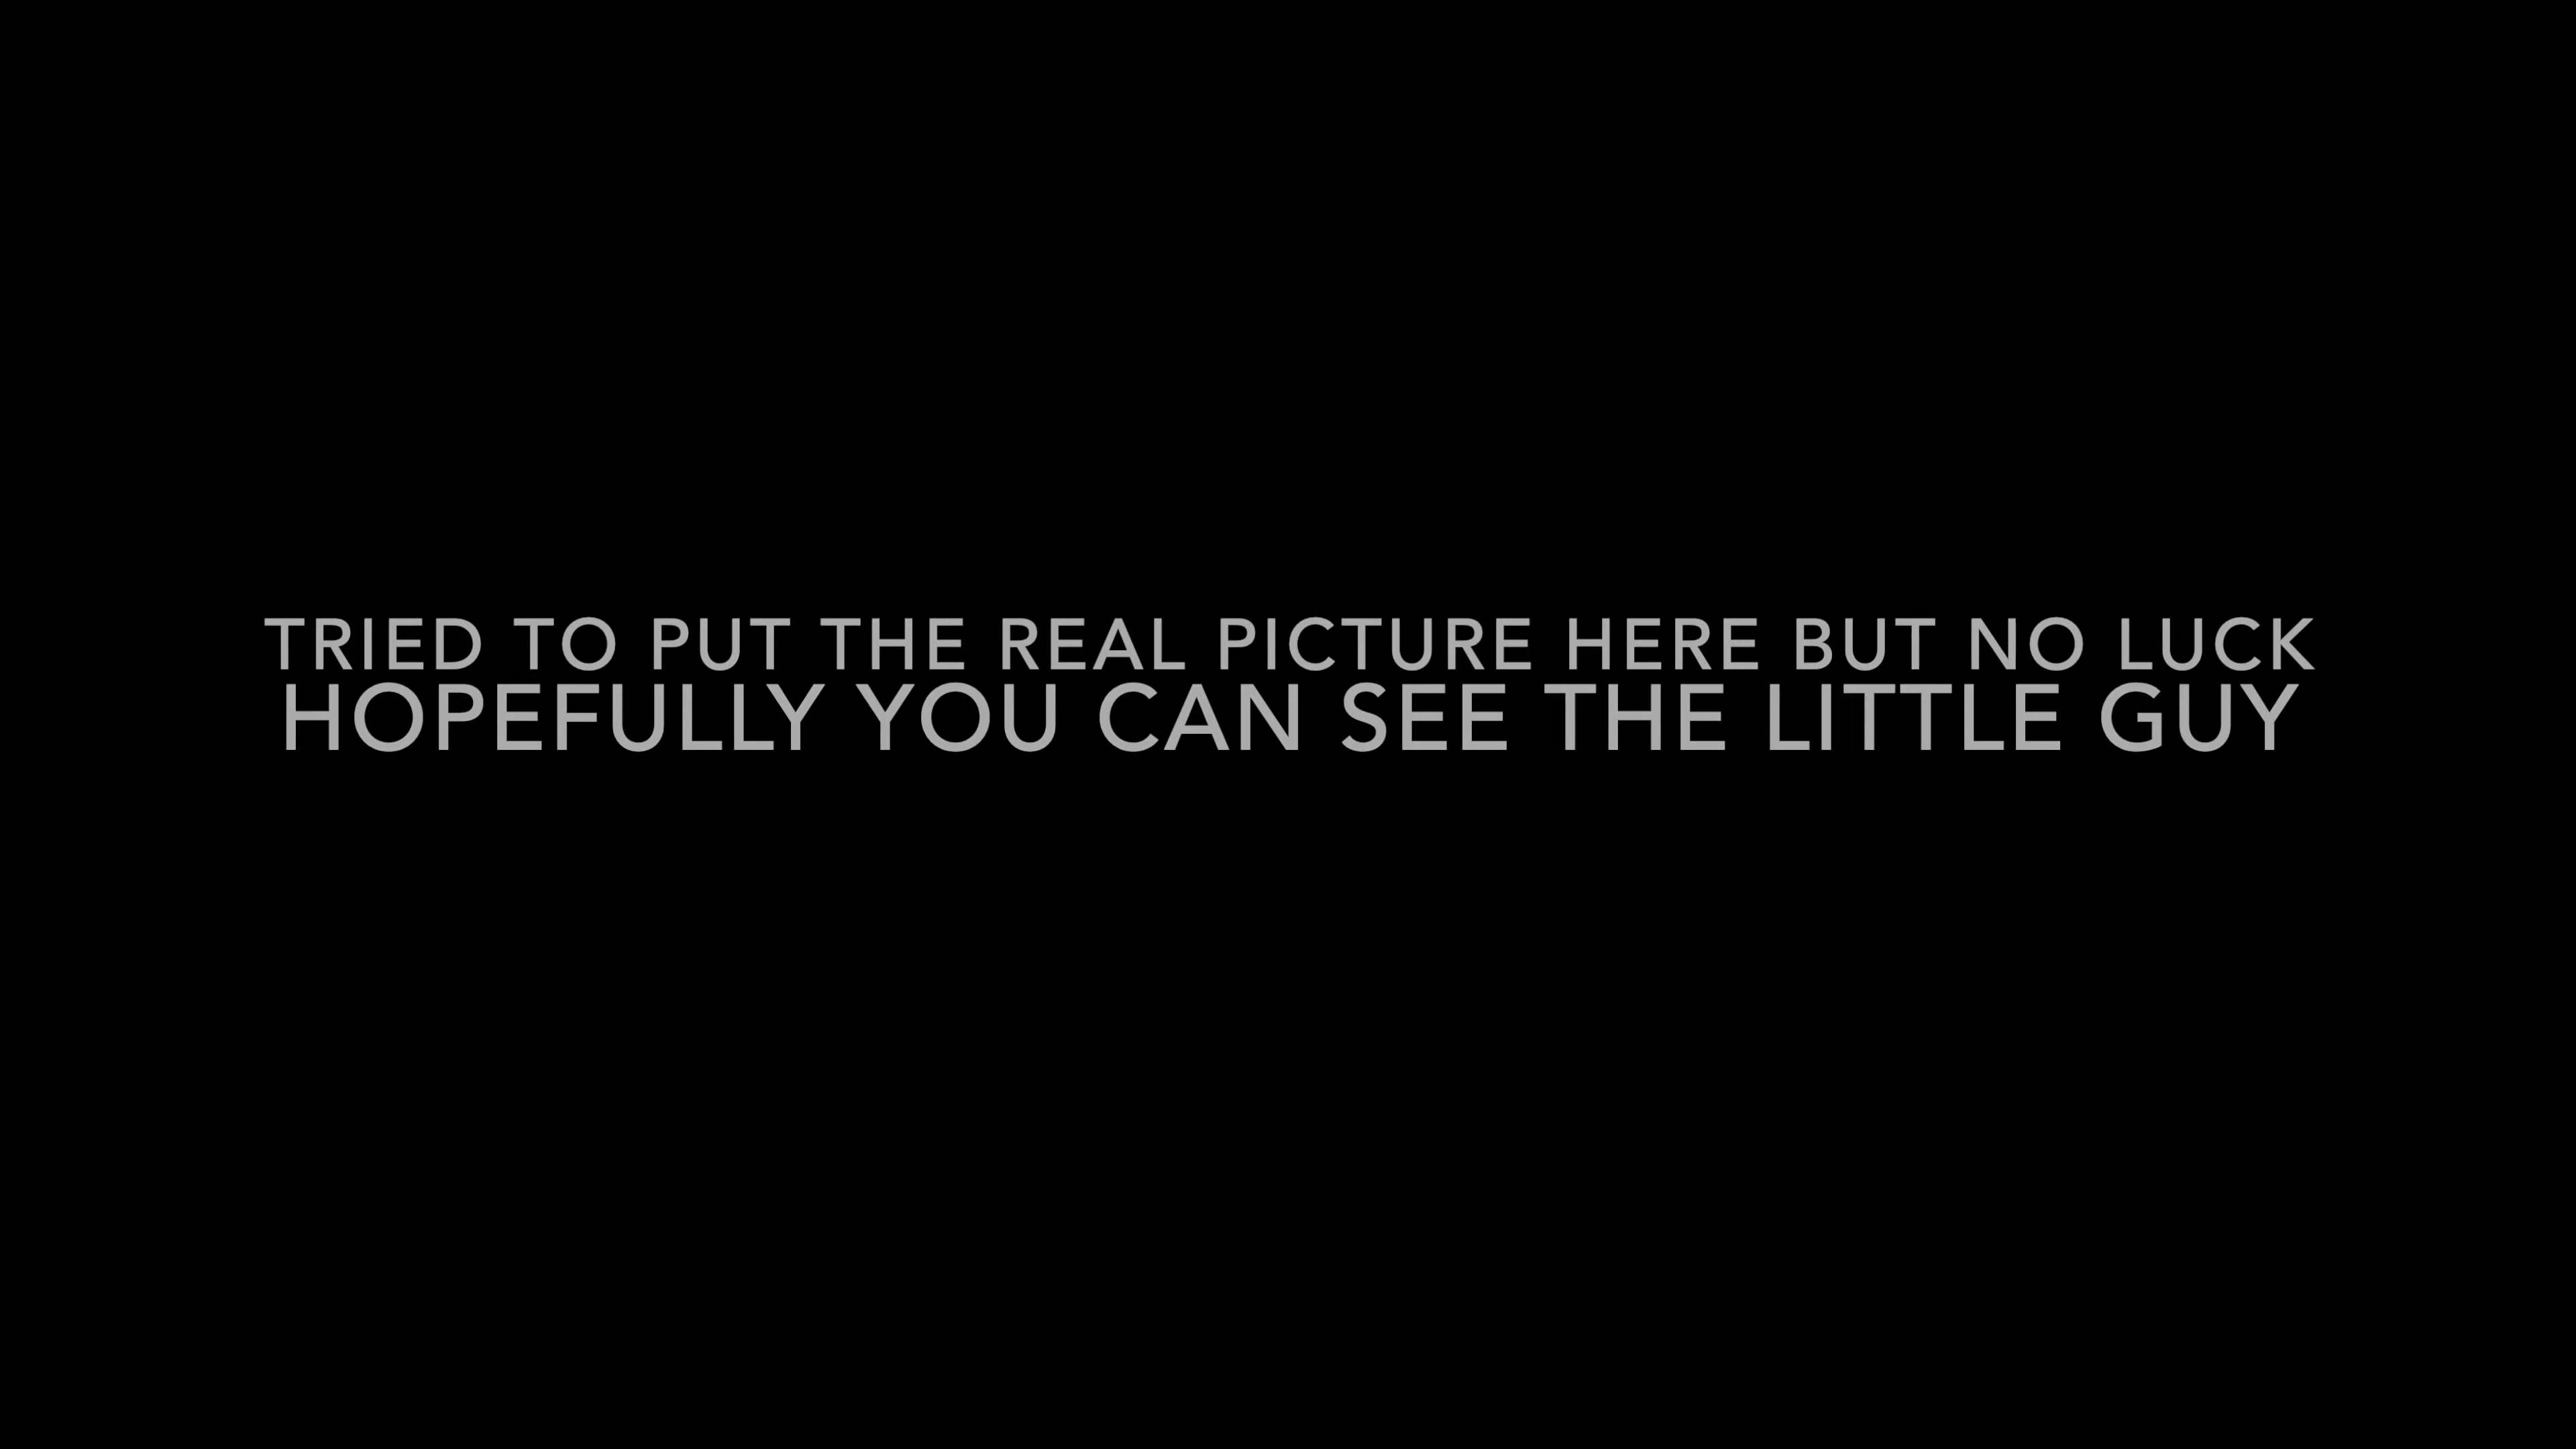 TRIED TO PUT THE REAL PICTURE HERE BUT NO LUCK
HOPEFULLY YOU CAN SEE THE LITTLE GUY